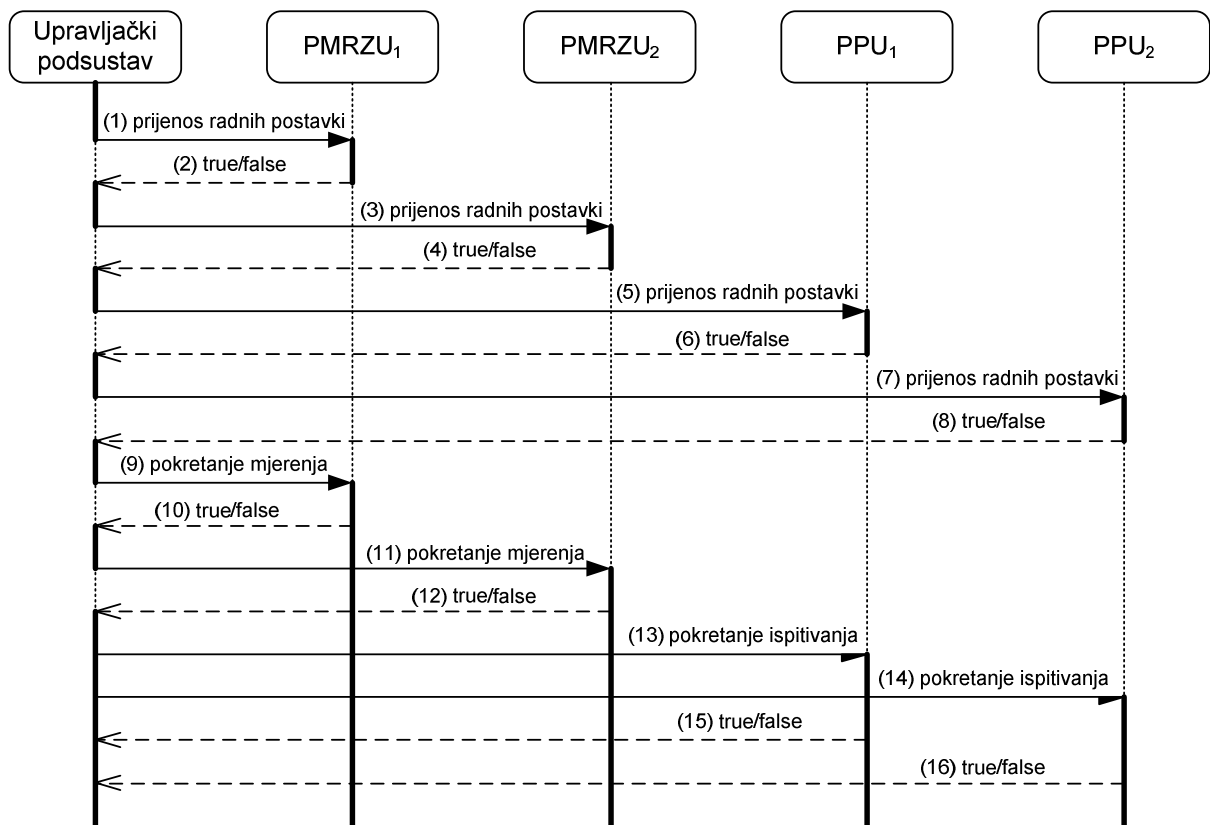 Upravljački
podsustav
PMRZU₁
PMRZU₂
PPU₁
PPU₂
(1) prijenos radnih postavki
(2) true/false
(3) prijenos radnih postavki
(4) true/false
(5) prijenos radnih postavki
(6) true/false
(7) prijenos radnih postavki
(8) true/false
(9) pokretanje mjerenja
(10) true/false
(11) pokretanje mjerenja
(12) true/false
(13) pokretanje ispitivanja
(14) pokretanje ispitivanja
(15) true/false
(16) true/false